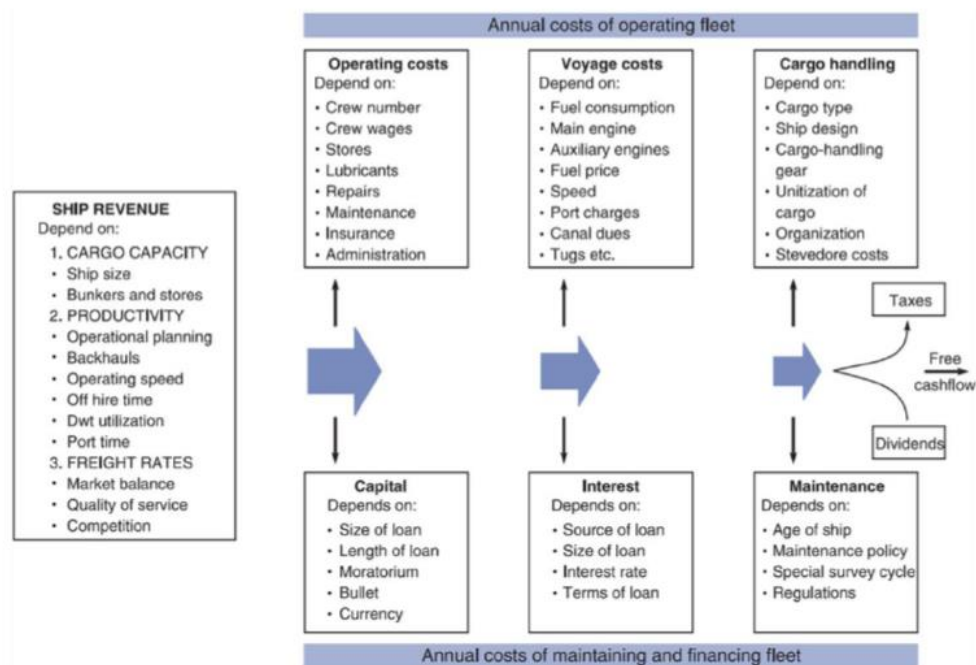 Annual costs of operating fleet
Operating costs
Depend on:
• Crew number
• Crew wages
• Stores
• Lubricants
• Repairs
• Maintenance
• Insurance
• Administration
Voyage costs
Depend on:
• Fuel consumption
• Main engine
• Auxiliary engines
• Fuel price
• Speed
• Port charges
• Canal dues
• Tugs etc.
Cargo handling
Depend on:
• Cargo type
• Ship design
• Cargo-handling
gear
• Unitization of
cargo
• Organization
• Stevedore costs
SHIP REVENUE
Depend on:
1. CARGO CAPACITY
• Ship size
• Bunkers and stores
2. PRODUCTIVITY
• Operational planning
• Backhauls
• Operating speed
• Off hire time
• Dwt utilization
• Port time
3. FREIGHT RATES
• Market balance
• Quality of service
• Competition
Taxes
Free
cashflow
Dividends
Capital
Depends on:
• Size of loan
• Length of loan
• Moratorium
• Bullet
• Currency
Interest
Depends on:
• Source of loan
• Size of loan
• Interest rate
• Terms of loan
Maintenance
Depends on:
• Age of ship
• Maintenance policy
• Special survey cycle
• Regulations
Annual costs of maintaining and financing fleet